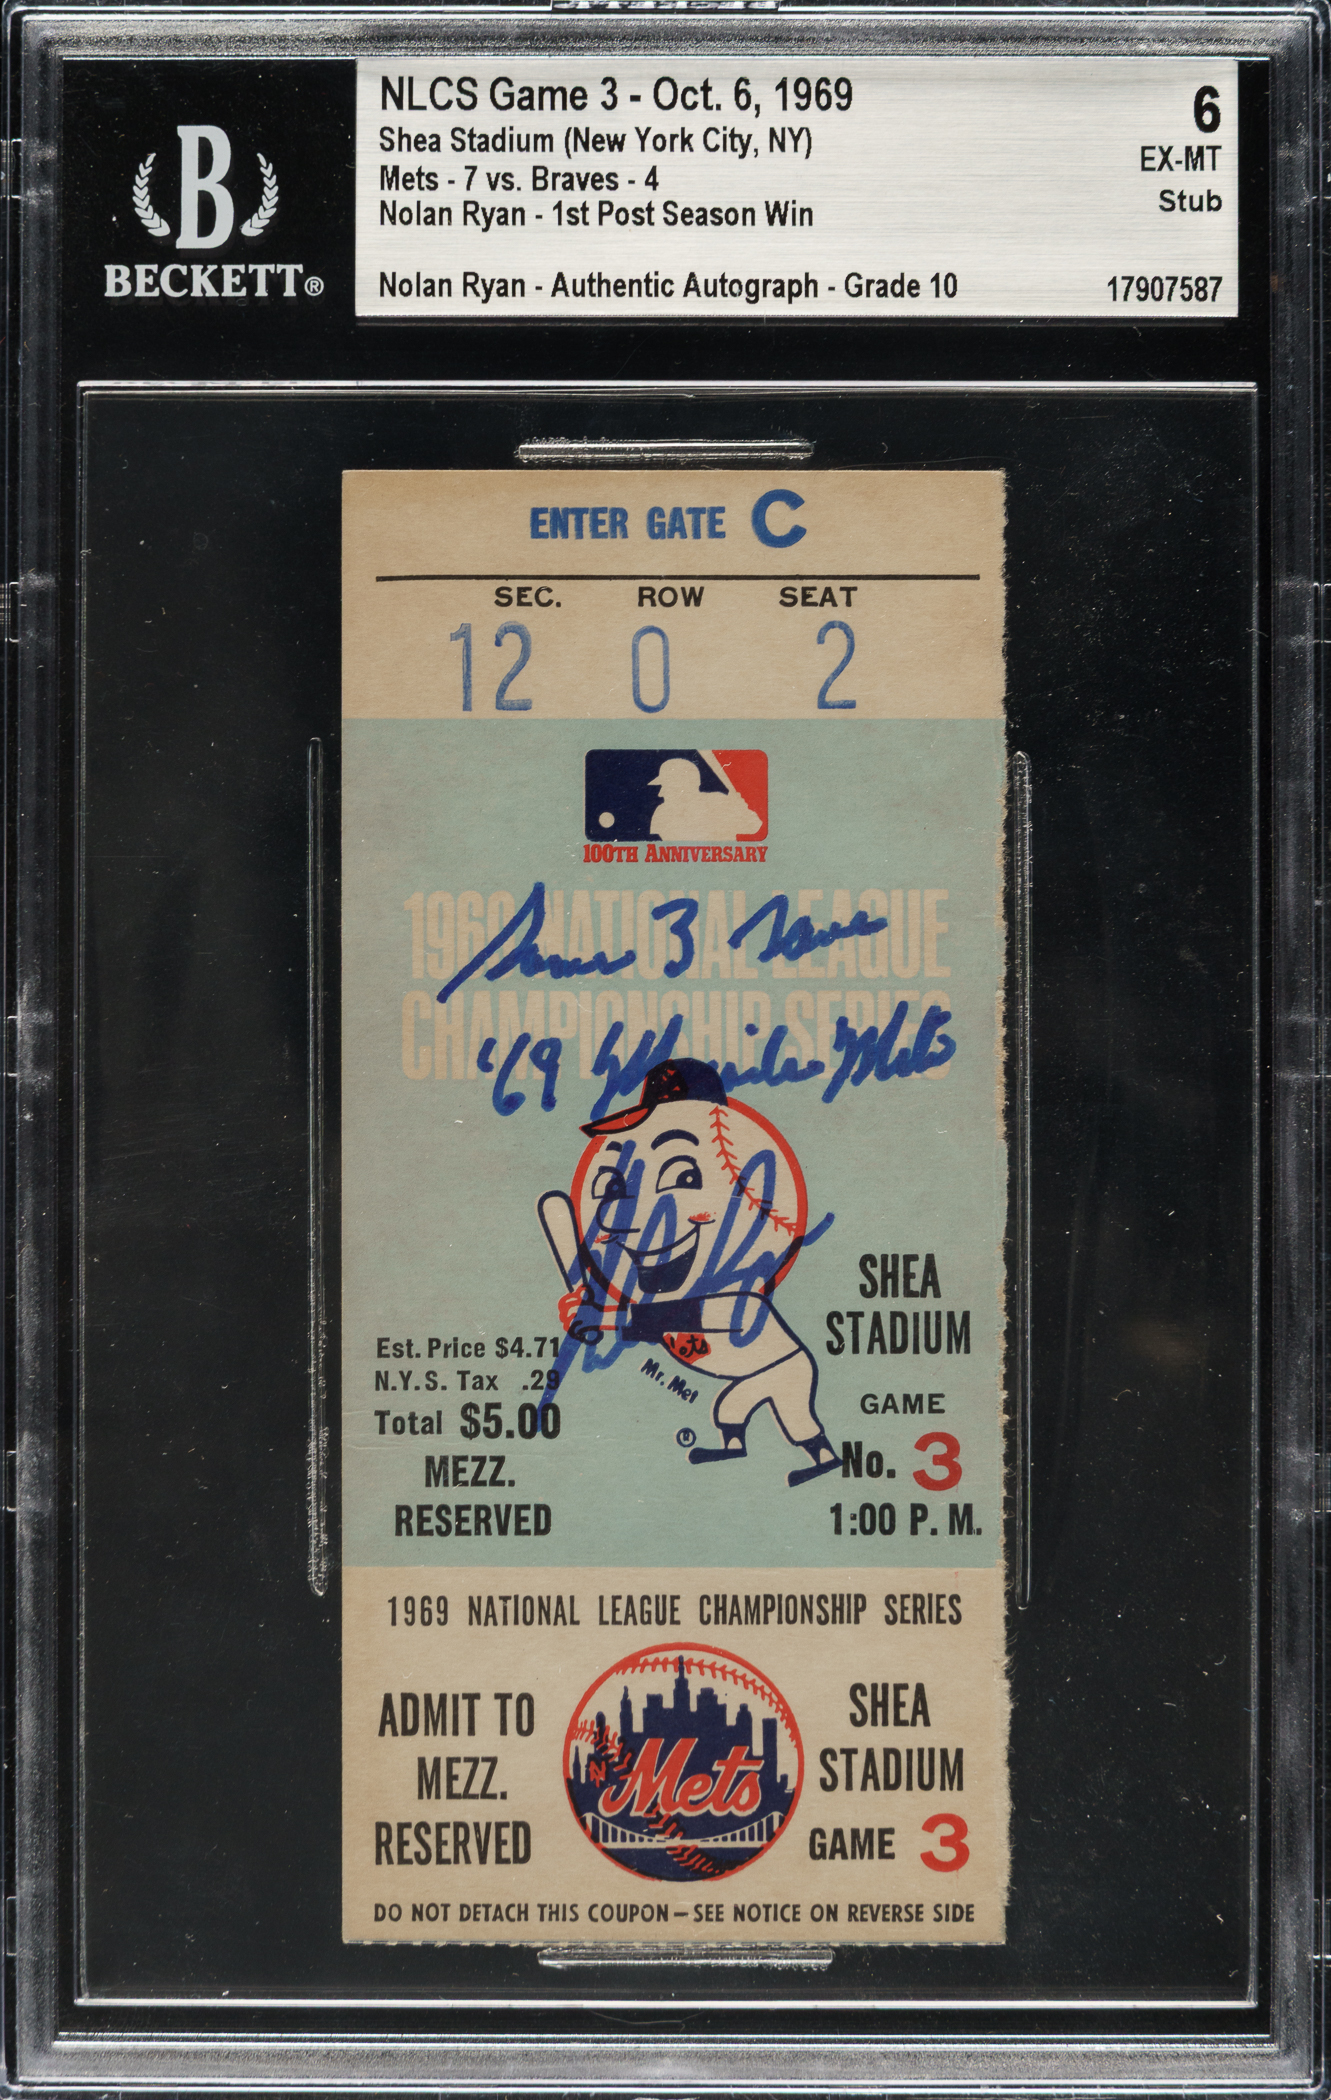 NLCS Game 3 - Oct. 6, 1969
Shea Stadium (New York City, NY)
Mets - 7 vs. Braves - 4
Nolan Ryan - 1st Post Season Win
Nolan Ryan - Authentic Autograph - Grade 10
6
EX-MT
Stub
17907587
B
BECKETT®
ENTER GATE C
SEC. ROW SEAT
12 0 2
100TH ANNIVERSARY
1969 NATIONAL LEAGUE
CHAMPIONSHIP SERIES
Game 3
'69 Miracle Mets
Mets
Mr. Met
®
Est. Price $4.71
N.Y.S. Tax .29
Total $5.00
MEZZ.
RESERVED
SHEA
STADIUM
GAME
No. 3
1:00 P. M.
1969 NATIONAL LEAGUE CHAMPIONSHIP SERIES
ADMIT TO
MEZZ.
RESERVED
Mets
SHEA
STADIUM
GAME 3
DO NOT DETACH THIS COUPON—SEE NOTICE ON REVERSE SIDE